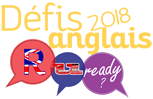 Défis 2018
anglais
R U ready?